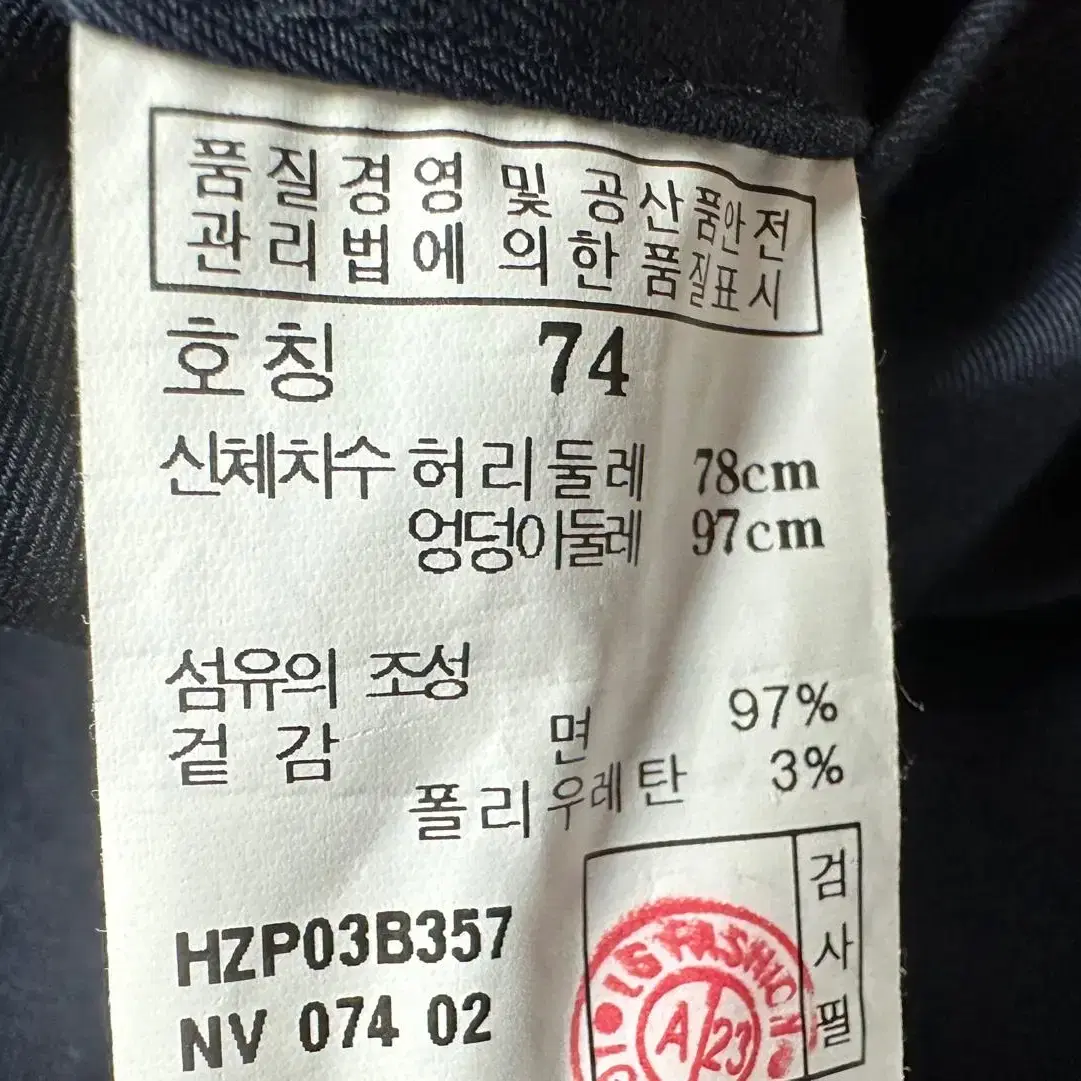 품질경영 및 공산품안전
관리법에 의한 품질표시
호칭 74
신체치수 허리둘레 78cm
엉덩이둘레 97cm
섬유의 조성
겉감 면 97%
폴리우레탄 3%
HZP03B357
NV 074 02
검사필
FASHION
A/23